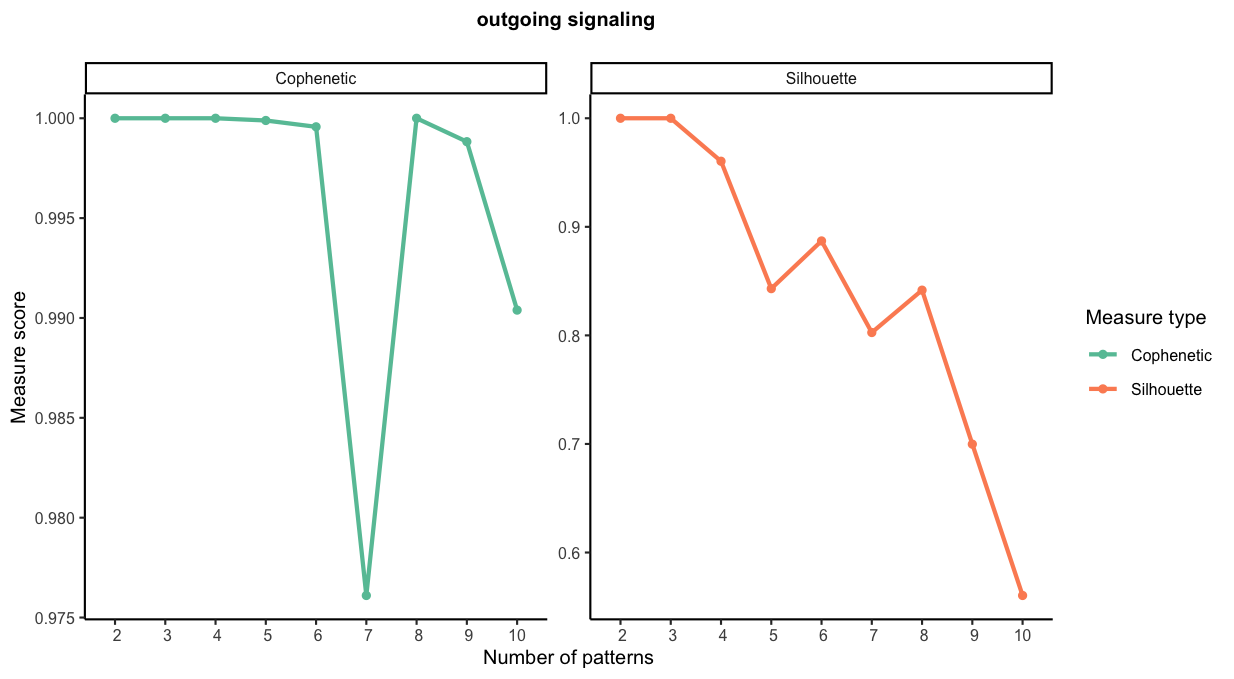 outgoing signaling
Cophenetic
Silhouette
Measure score
1.000
0.995
0.990
0.985
0.980
0.975
2 3 4 5 6 7 8 9 10
1.0
0.9
0.8
0.7
0.6
2 3 4 5 6 7 8 9 10
Number of patterns
Measure type
Cophenetic
Silhouette